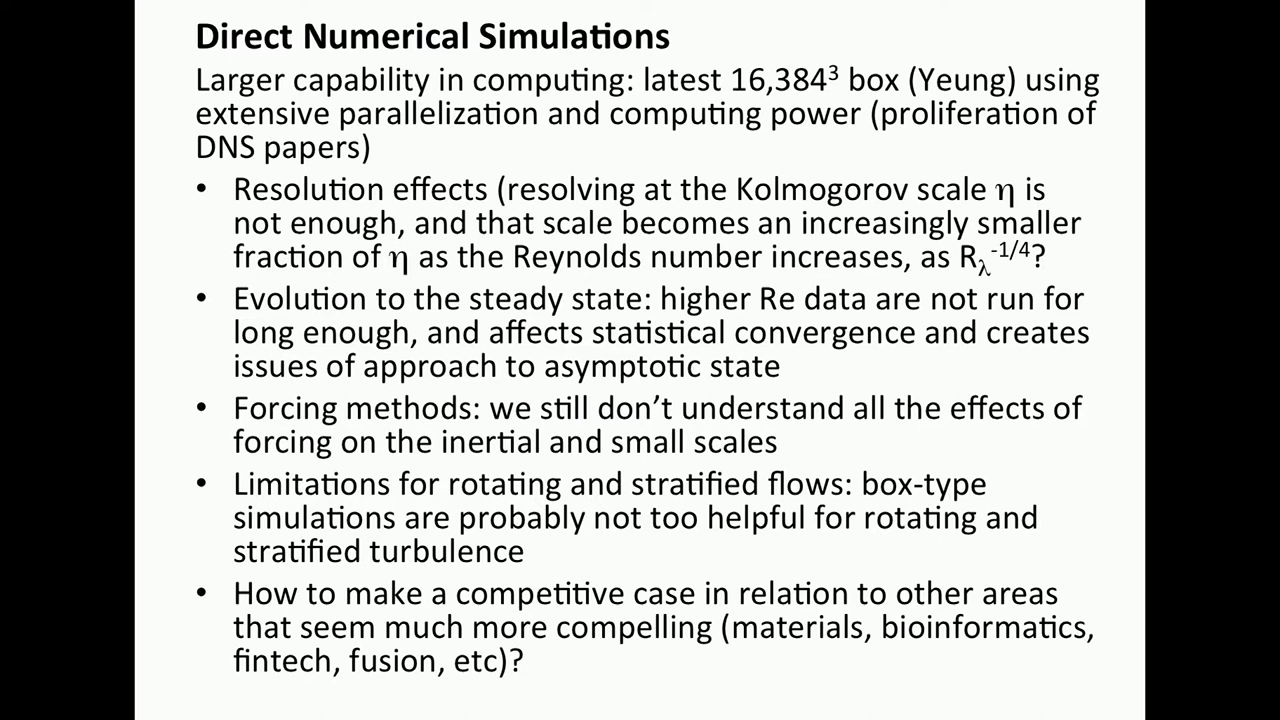 Direct Numerical Simulations
Larger capability in computing: latest 16,384³ box (Yeung) using
extensive parallelization and computing power (proliferation of
DNS papers)
• Resolution effects (resolving at the Kolmogorov scale η is
not enough, and that scale becomes an increasingly smaller
fraction of η as the Reynolds number increases, as Rλ⁻¹/⁴?
• Evolution to the steady state: higher Re data are not run for
long enough, and affects statistical convergence and creates
issues of approach to asymptotic state
• Forcing methods: we still don’t understand all the effects of
forcing on the inertial and small scales
• Limitations for rotating and stratified flows: box-type
simulations are probably not too helpful for rotating and
stratified turbulence
• How to make a competitive case in relation to other areas
that seem much more compelling (materials, bioinformatics,
fintech, fusion, etc)?